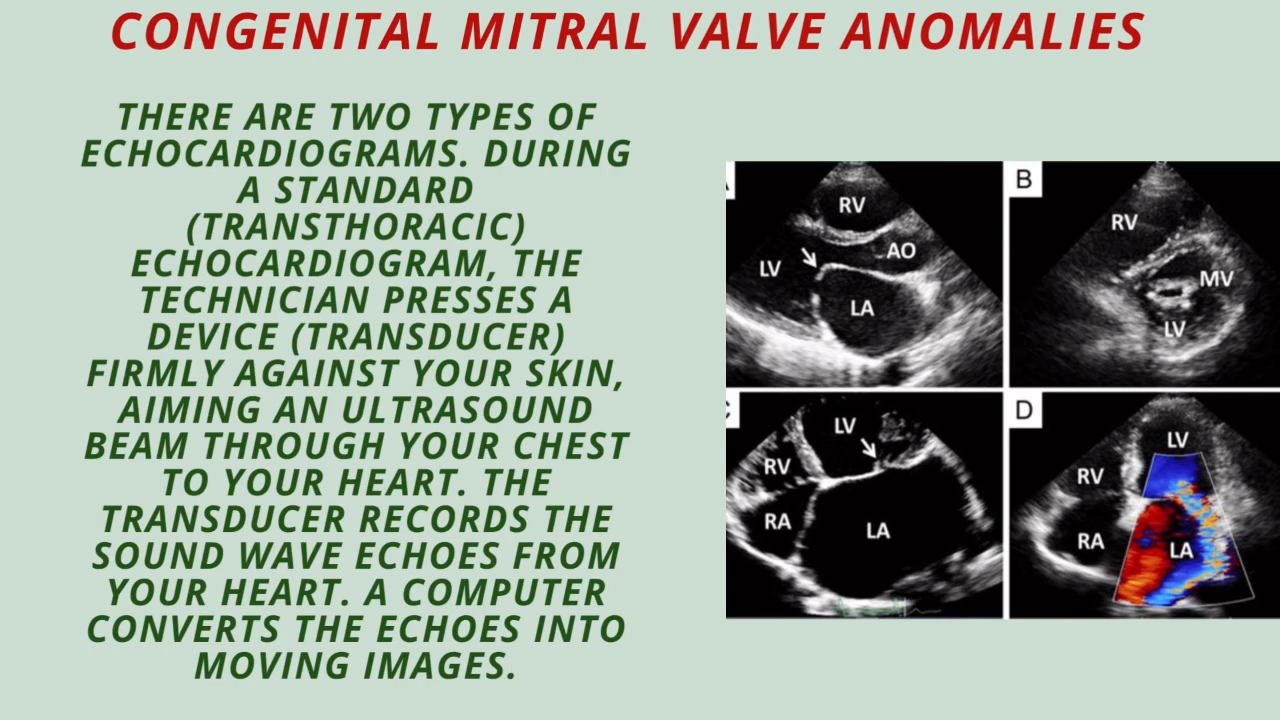 CONGENITAL MITRAL VALVE ANOMALIES
THERE ARE TWO TYPES OF
ECHOCARDIOGRAMS. DURING
A STANDARD
(TRANSTHORACIC)
ECHOCARDIOGRAM, THE
TECHNICIAN PRESSES A
DEVICE (TRANSDUCER)
FIRMLY AGAINST YOUR SKIN,
AIMING AN ULTRASOUND
BEAM THROUGH YOUR CHEST
TO YOUR HEART. THE
TRANSDUCER RECORDS THE
SOUND WAVE ECHOES FROM
YOUR HEART. A COMPUTER
CONVERTS THE ECHOES INTO
MOVING IMAGES.
RV
AO
LV
LA
B
RV
MV
LV
LV
RV
RA
LA
D
LV
RV
RA
LA